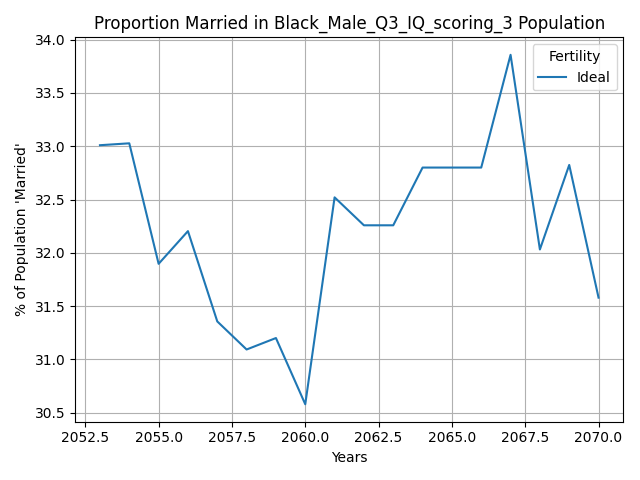 Proportion Married in Black_Male_Q3_IQ_scoring_3 Population
% of Population 'Married'
34.0
33.5
33.0
32.5
32.0
31.5
31.0
30.5
Fertility
Ideal
2052.5 2055.0 2057.5 2060.0 2062.5 2065.0 2067.5 2070.0
Years